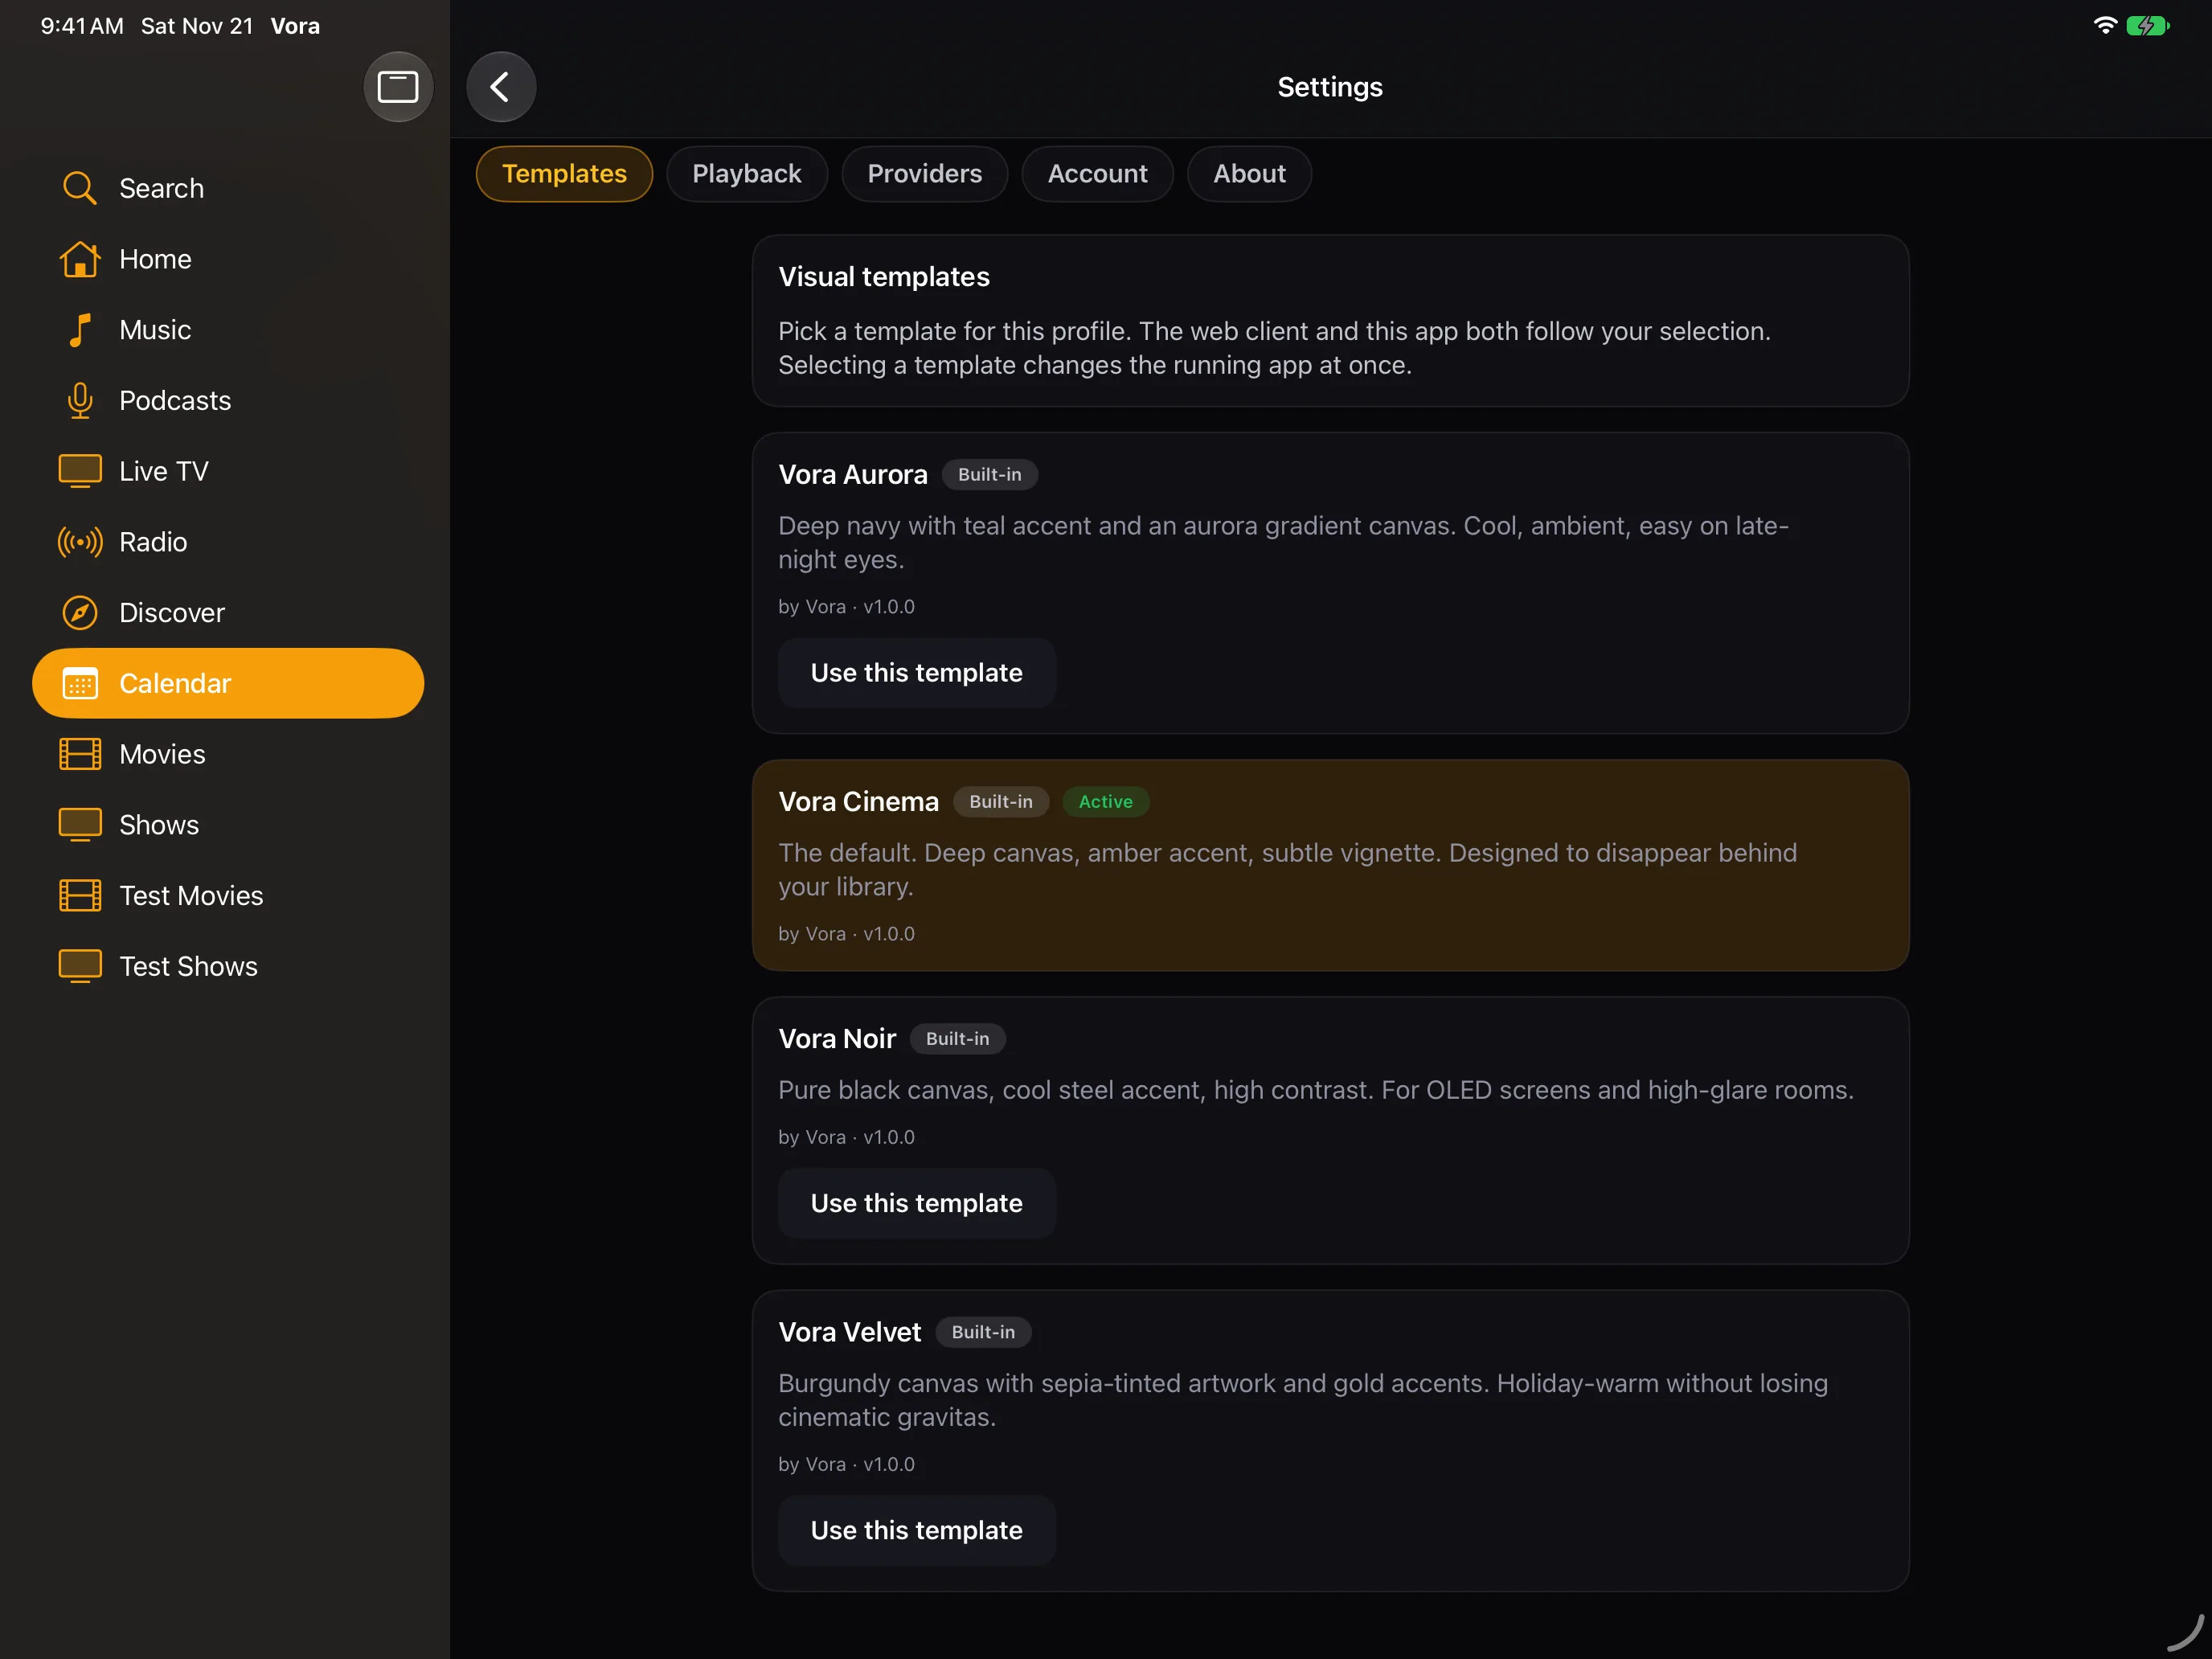 9:41 AM Sat Nov 21 Vora
Settings
Search
Home
Music
Podcasts
Live TV
Radio
Discover
Calendar
Movies
Shows
Test Movies
Test Shows
Templates
Playback
Providers
Account
About
Visual templates
Pick a template for this profile. The web client and this app both follow your selection.
Selecting a template changes the running app at once.
Vora Aurora Built-in
Deep navy with teal accent and an aurora gradient canvas. Cool, ambient, easy on late-
night eyes.
by Vora · v1.0.0
Use this template
Vora Cinema Built-in Active
The default. Deep canvas, amber accent, subtle vignette. Designed to disappear behind
your library.
by Vora · v1.0.0
Vora Noir Built-in
Pure black canvas, cool steel accent, high contrast. For OLED screens and high-glare rooms.
by Vora · v1.0.0
Use this template
Vora Velvet Built-in
Burgundy canvas with sepia-tinted artwork and gold accents. Holiday-warm without losing
cinematic gravitas.
by Vora · v1.0.0
Use this template